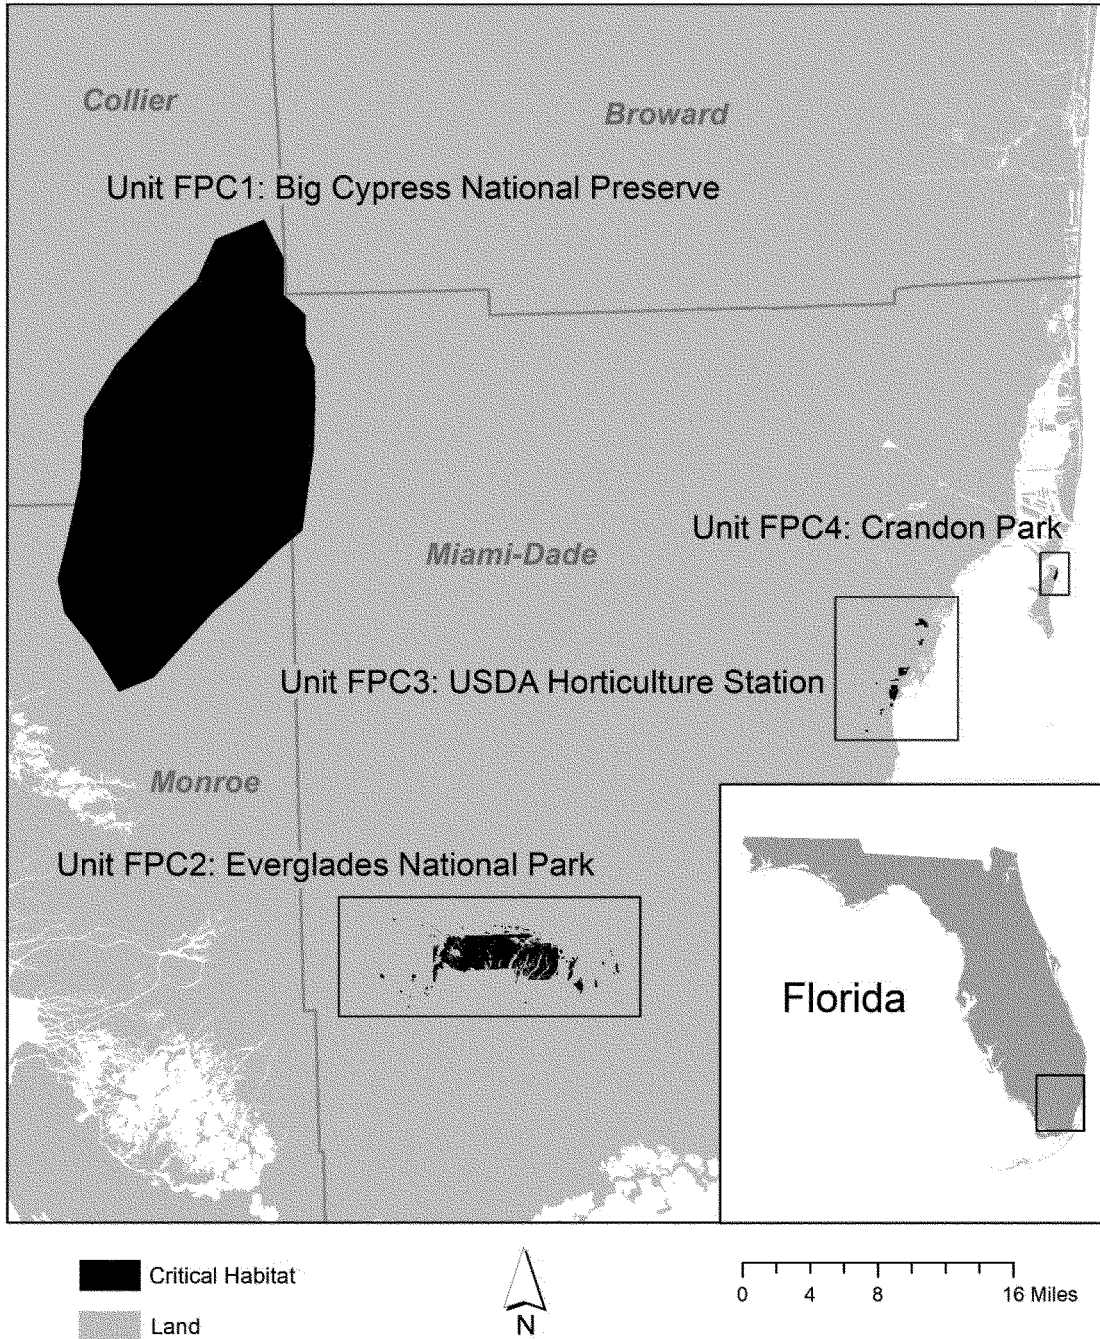 Collier
Broward
Unit FPC1: Big Cypress National Preserve
Unit FPC4: Crandon Park
Miami-Dade
Unit FPC3: USDA Horticulture Station
Monroe
Unit FPC2: Everglades National Park
Florida
Critical Habitat
Land
N
0 4 8 16 Miles